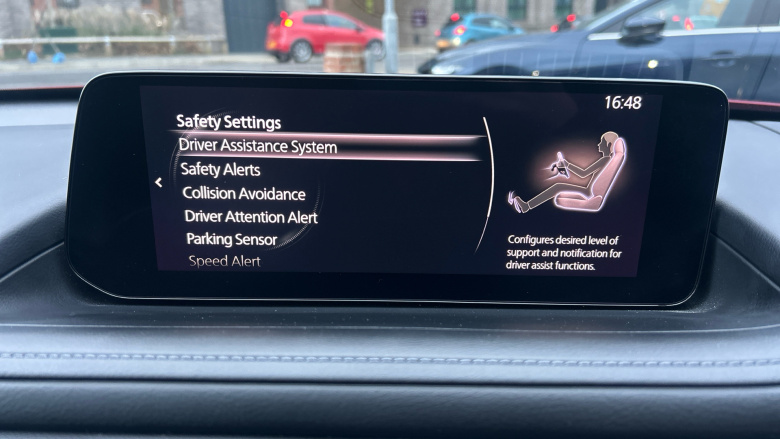 16:48
Safety Settings
Driver Assistance System
Safety Alerts
Collision Avoidance
Driver Attention Alert
Parking Sensor
Speed Alert
Configures desired level of
support and notification for
driver assist functions.